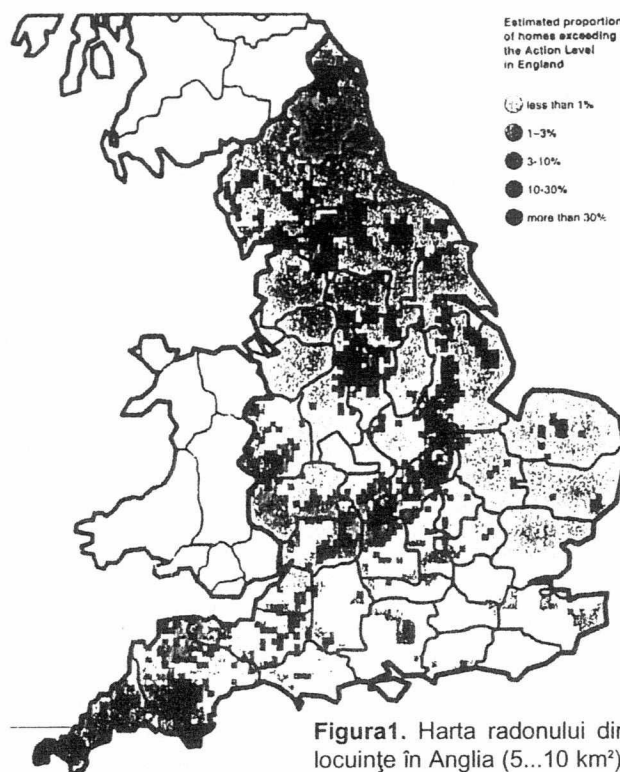 Estimated proportion
of homes exceeding
the Action Level
in England
less than 1%
1-3%
3-10%
10-30%
more than 30%
Figura1. Harta radonului din
locuinţe în Anglia (5...10 km²)